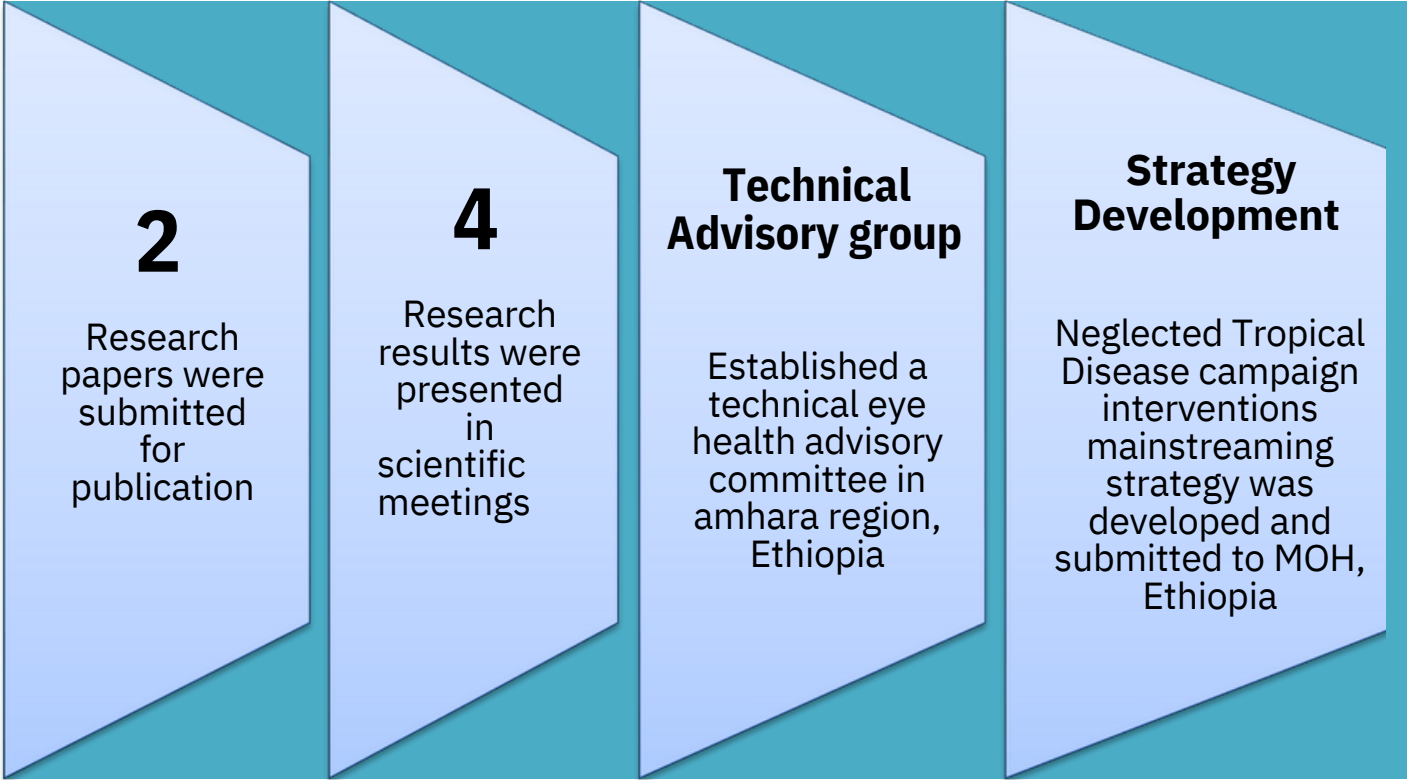 2
Research
papers were
submitted
for
publication
4
Research
results were
presented
in
scientific
meetings
Technical
Advisory group
Established a
technical eye
health advisory
committee in
amhara region,
Ethiopia
Strategy
Development
Neglected Tropical
Disease campaign
interventions
mainstreaming
strategy was
developed and
submitted to MOH,
Ethiopia